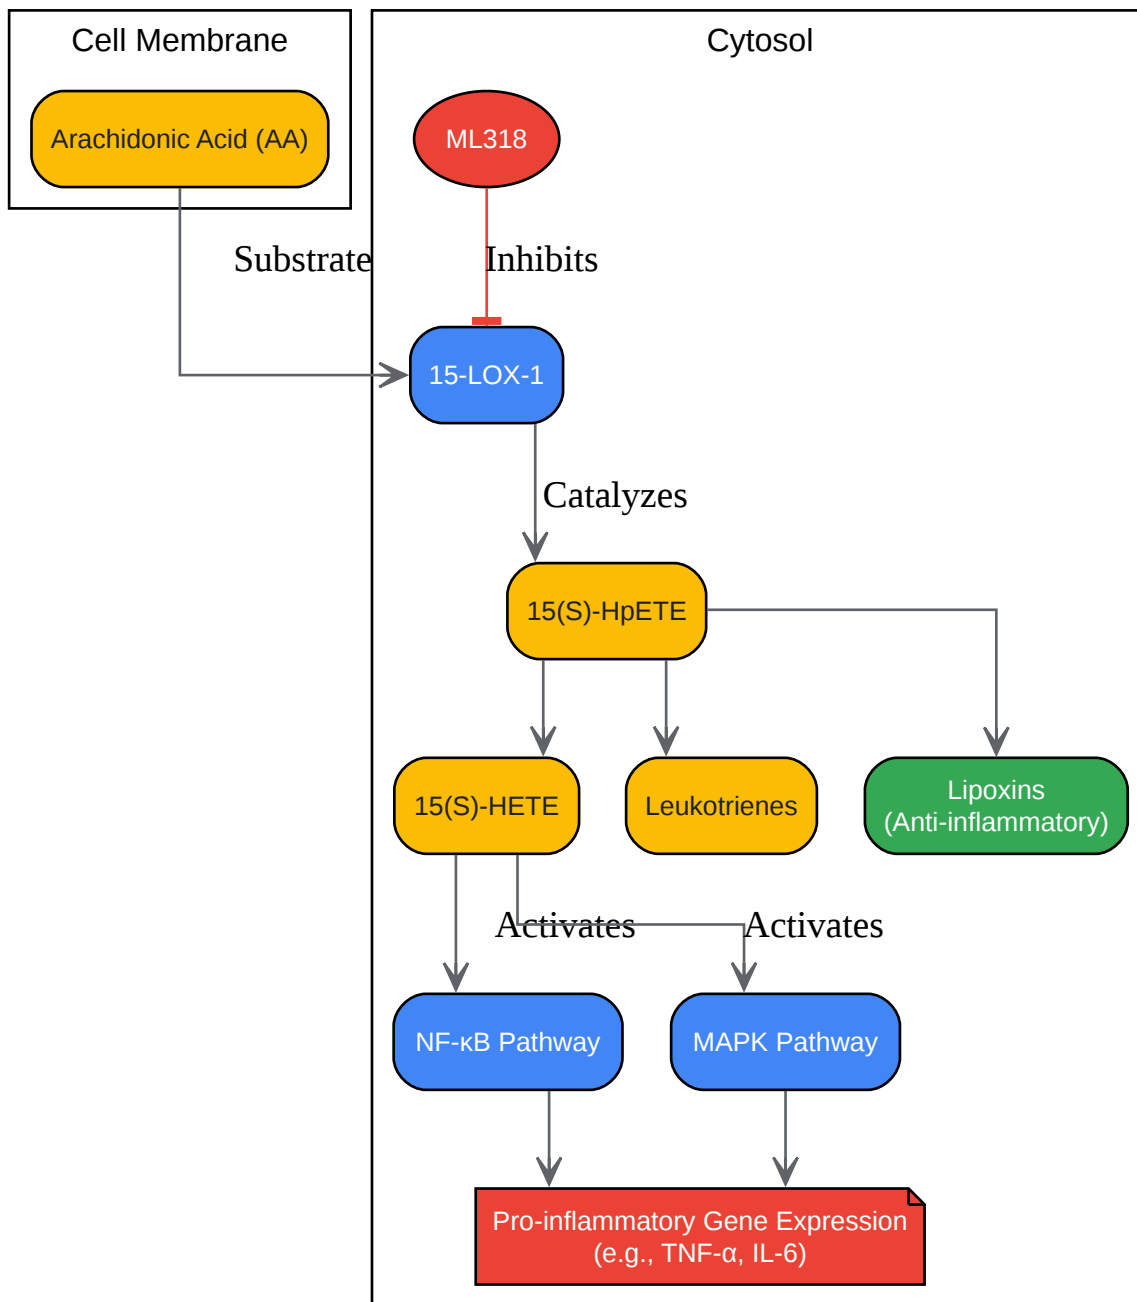 Cell Membrane
Cytosol
Arachidonic Acid (AA)
ML318
Substrate
Inhibits
15-LOX-1
Catalyzes
15(S)-HpETE
15(S)-HETE
Leukotrienes
Lipoxins
(Anti-inflammatory)
Activates
Activates
NF-κB Pathway
MAPK Pathway
Pro-inflammatory Gene Expression
(e.g., TNF-α, IL-6)